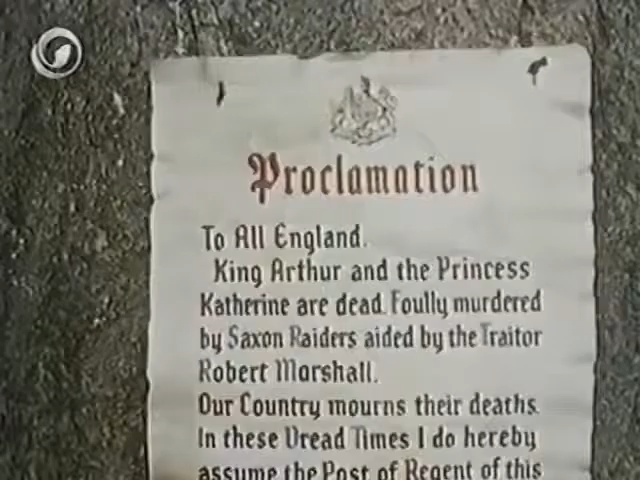 Proclamation
To All England.
King Arthur and the Princess
Katherine are dead. Foully murdered
by Saxon Raiders aided by the Traitor
Robert Marshall.
Our Country mourns their deaths.
In these Dread Times I do hereby
assume the Post of Regent of this